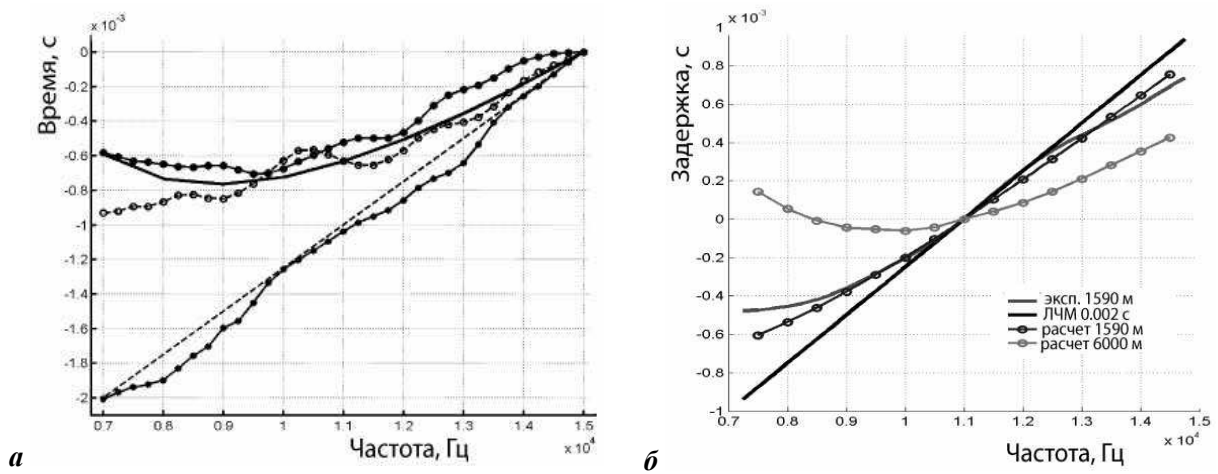 x 10⁻³
Время, с
0
-0.2
-0.4
-0.6
-0.8
-1
-1.2
-1.4
-1.6
-1.8
-2
0.7 0.8 0.9 1.0 1.1 1.2 1.3 1.4 1.5
Частота, Гц
x 10⁴
а
x 10⁻³
Задержка, с
1
0.8
0.6
0.4
0.2
0
-0.2
-0.4
-0.6
-0.8
-1
эксп. 1590 м
ЛЧМ 0.002 с
расчет 1590 м
расчет 6000 м
0.7 0.8 0.9 1.0 1.1 1.2 1.3 1.4 1.5
Частота, Гц
x 10⁴
б